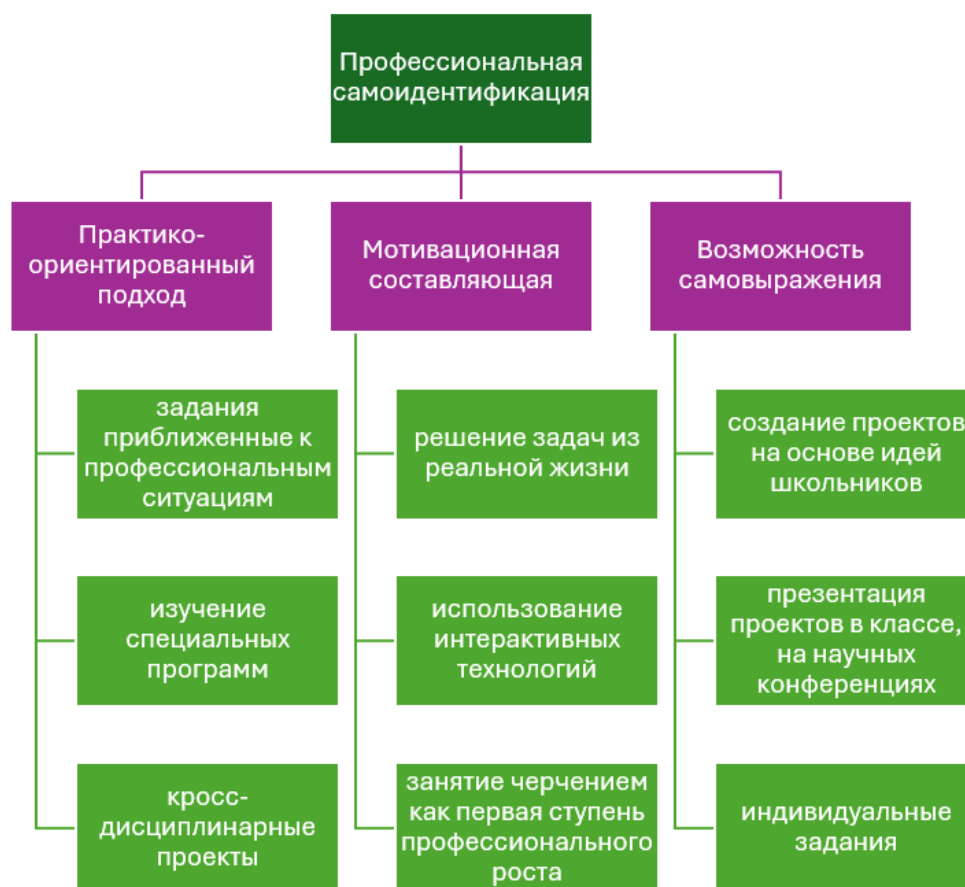 Профессиональная
самоидентификация
Практико-
ориентированный
подход
Мотивационная
составляющая
Возможность
самовыражения
задания
приближенные к
профессиональным
ситуациям
решение задач из
реальной жизни
создание проектов
на основе идей
школьников
изучение
специальных
программ
использование
интерактивных
технологий
презентация
проектов в классе,
на научных
конференциях
кросс-
дисциплинарные
проекты
занятие черчением
как первая ступень
профессионального
роста
индивидуальные
задания